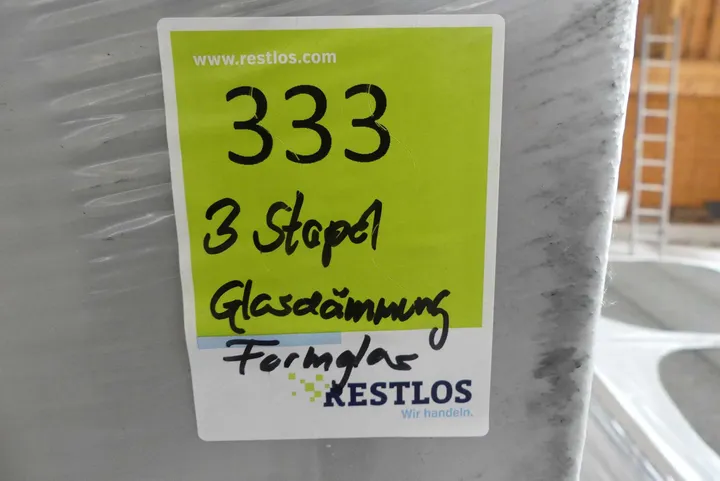 www.restlos.com
333
3 Stapel
Glasdämmung
Formglas
RESTLOS
Wir handeln.